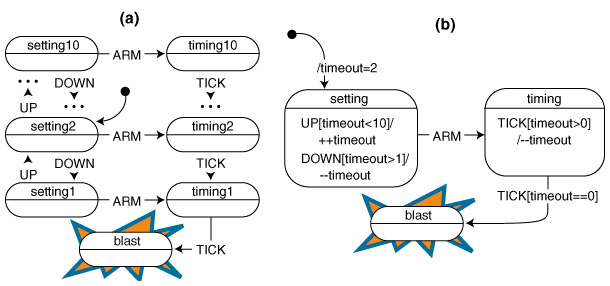 (a)
setting10
ARM
timing10
•••
DOWN
TICK
UP
•••
•••
setting2
ARM
timing2
DOWN
TICK
UP
setting1
ARM
timing1
blast
TICK
(b)
/timeout=2
setting
UP[timeout<10]/
++timeout
DOWN[timeout>1]/
--timeout
ARM
timing
TICK[timeout>0]
/--timeout
TICK[timeout==0]
blast